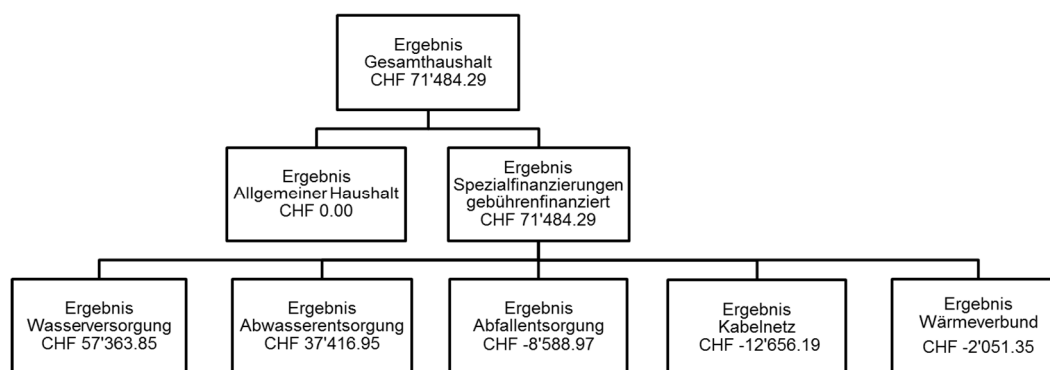 Ergebnis
Gesamthaushalt
CHF 71'484.29
Ergebnis
Allgemeiner Haushalt
CHF 0.00
Ergebnis
Spezialfinanzierungen
gebührenfinanziert
CHF 71'484.29
Ergebnis
Wasserversorgung
CHF 57'363.85
Ergebnis
Abwasserentsorgung
CHF 37'416.95
Ergebnis
Abfallentsorgung
CHF -8'588.97
Ergebnis
Kabelnetz
CHF -12'656.19
Ergebnis
Wärmeverbund
CHF -2'051.35